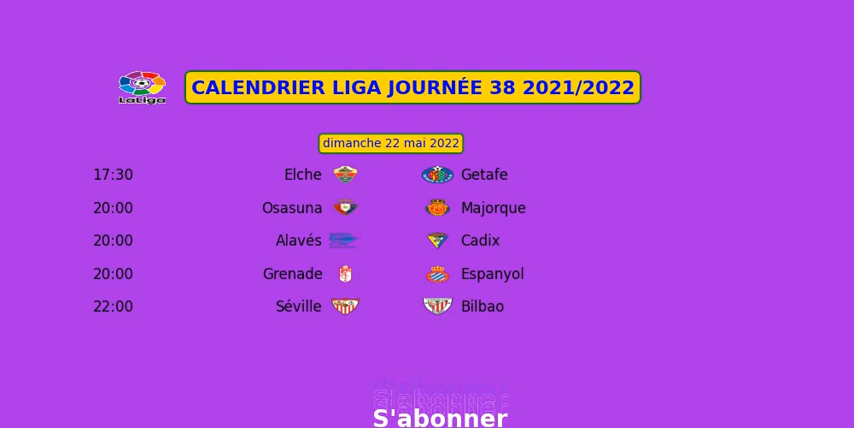 LaLiga
CALENDRIER LIGA JOURNÉE 38 2021/2022
dimanche 22 mai 2022
17:30 Elche Getafe
20:00 Osasuna Majorque
20:00 Alavés Cadix
20:00 Grenade Espanyol
22:00 Séville Bilbao
S'abonner